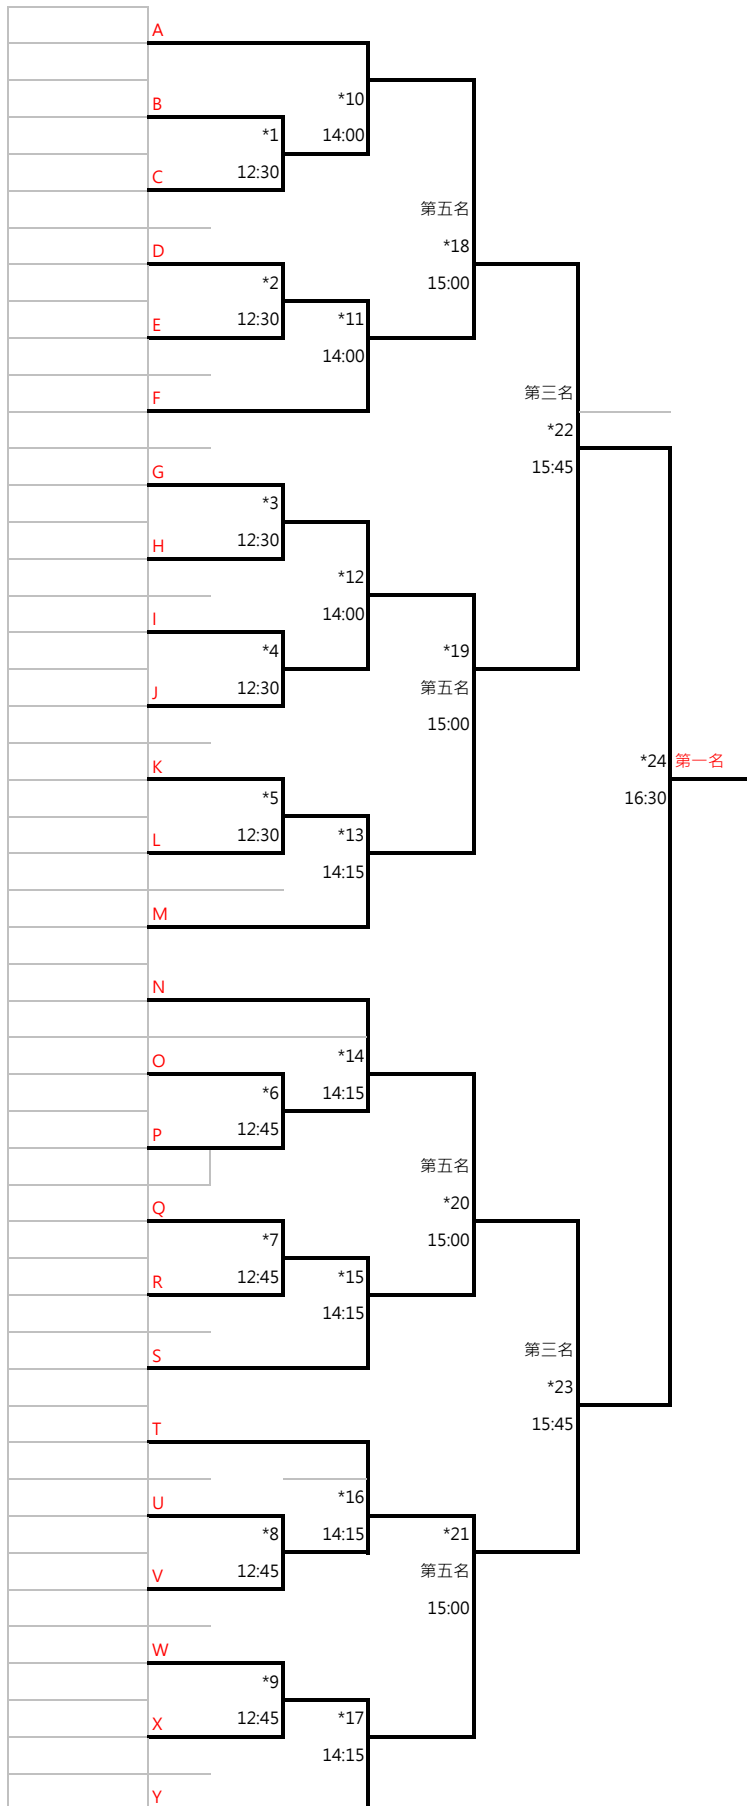 A
*10
B
*1
14:00
12:30
C
第五名
D
*18
*2
15:00
E
12:30
*11
14:00
第三名
F
*22
15:45
G
*3
H
12:30
*12
14:00
I
*4
*19
J
12:30
第五名
15:00
K
*24 第一名
*5
16:30
L
12:30
*13
14:15
M
N
O
*14
*6
14:15
P
12:45
第五名
Q
*20
*7
15:00
R
12:45
*15
14:15
S
第三名
*23
T
15:45
U
*16
*8
14:15
*21
V
12:45
第五名
15:00
W
*9
X
12:45
*17
14:15
Y